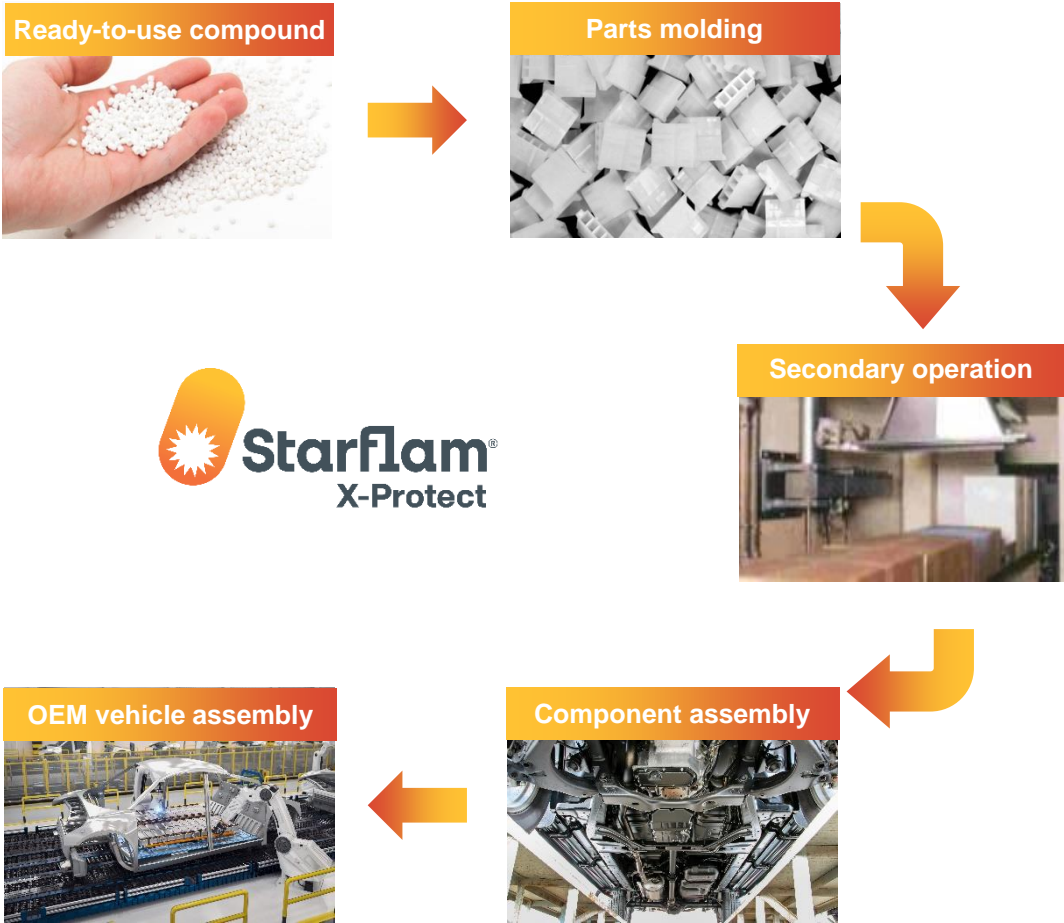 Ready-to-use compound
Parts molding
Secondary operation
Starflam®
X-Protect
OEM vehicle assembly
Component assembly